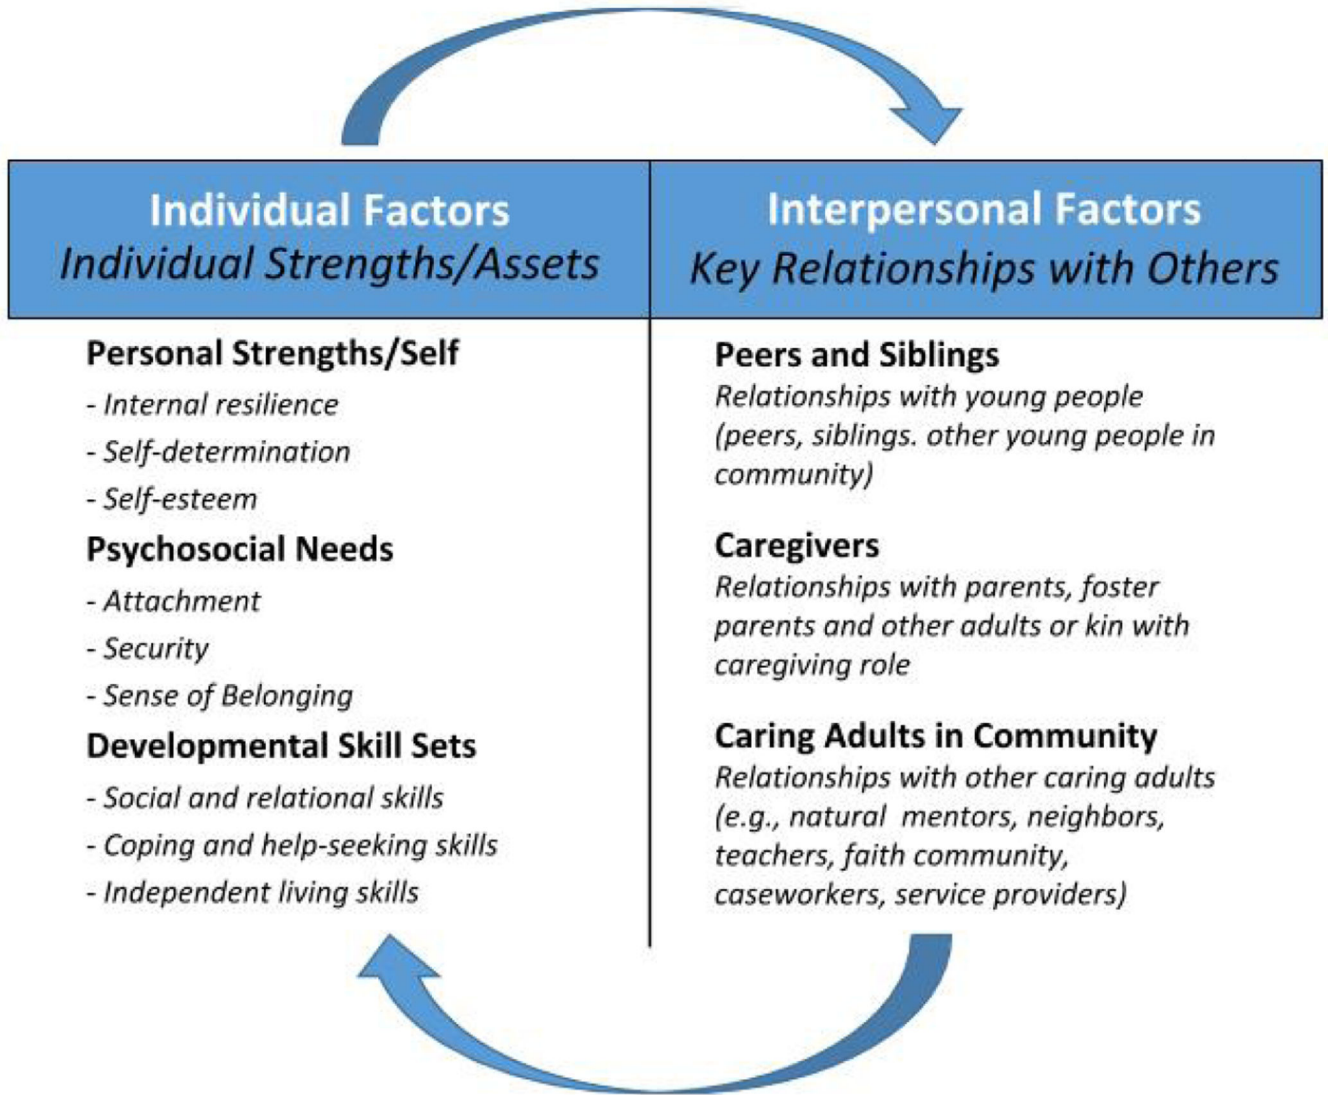 Individual Factors
Individual Strengths/Assets
Personal Strengths/Self
- Internal resilience
- Self-determination
- Self-esteem
Psychosocial Needs
- Attachment
- Security
- Sense of Belonging
Developmental Skill Sets
- Social and relational skills
- Coping and help-seeking skills
- Independent living skills
Interpersonal Factors
Key Relationships with Others
Peers and Siblings
Relationships with young people
(peers, siblings. other young people in
community)
Caregivers
Relationships with parents, foster
parents and other adults or kin with
caregiving role
Caring Adults in Community
Relationships with other caring adults
(e.g., natural mentors, neighbors,
teachers, faith community,
caseworkers, service providers)